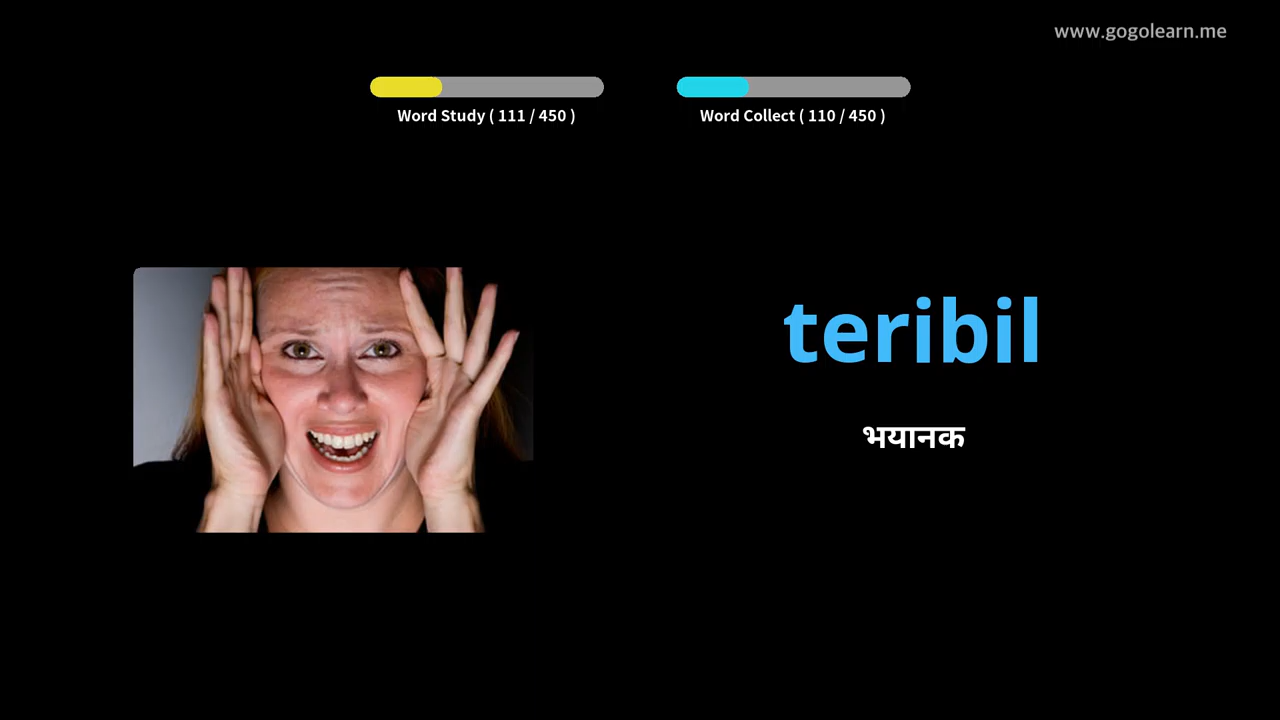 www.gogolearn.me
Word Study ( 111 / 450 )
Word Collect ( 110 / 450 )
teribil
भयानक